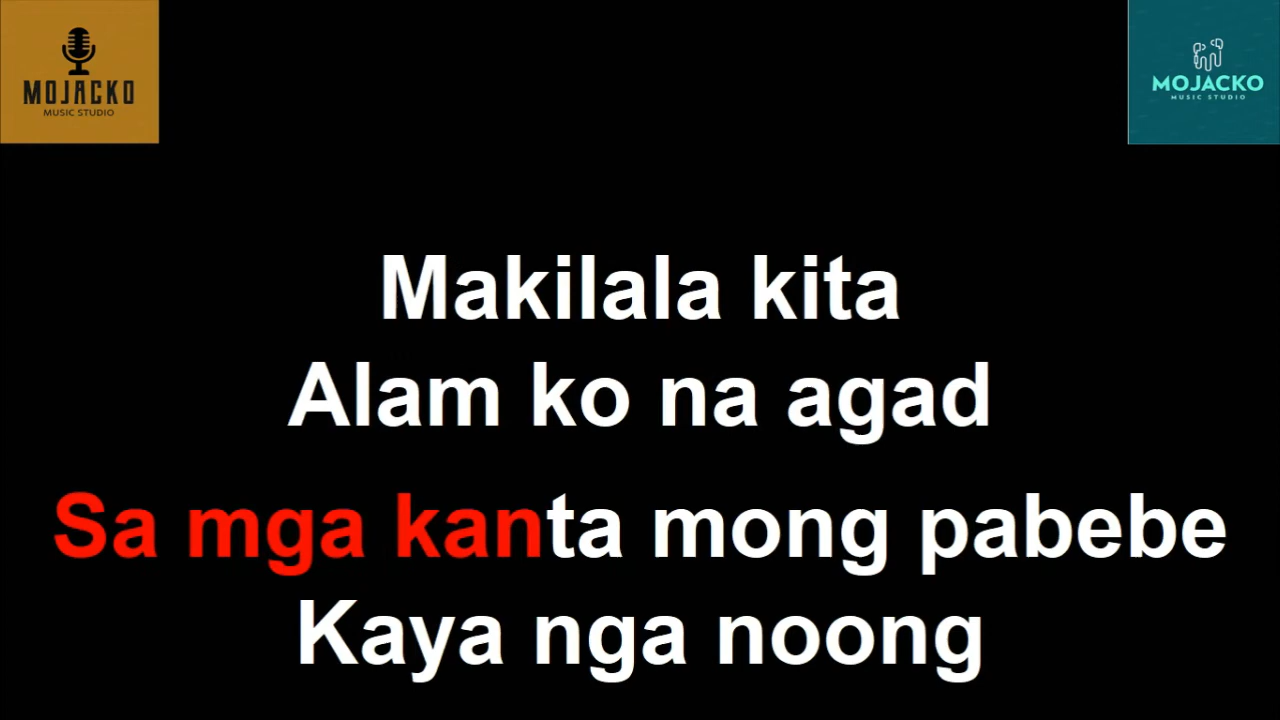 MOJACKO
MUSIC STUDIO
MOJACKO
MUSIC STUDIO
Makilala kita
Alam ko na agad
Sa mga kanta mong pabebe
Kaya nga noong